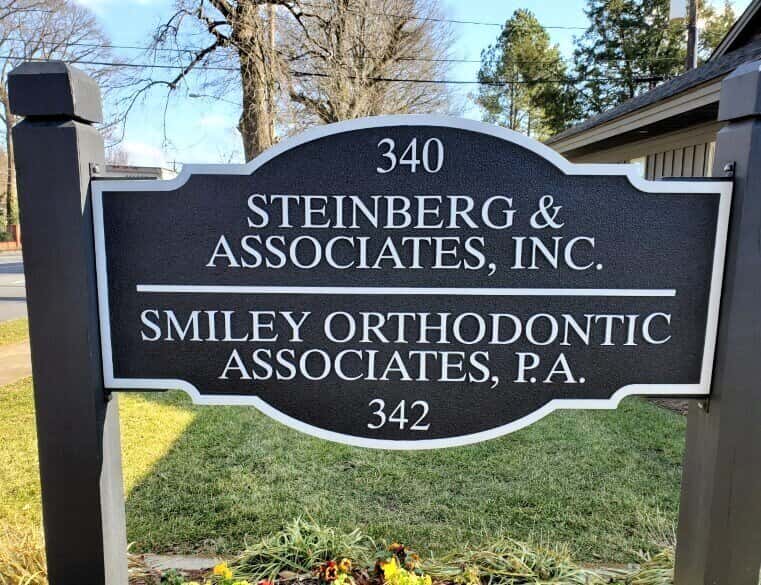 340
STEINBERG &
ASSOCIATES, INC.
SMILEY ORTHODONTIC
ASSOCIATES, P.A.
342